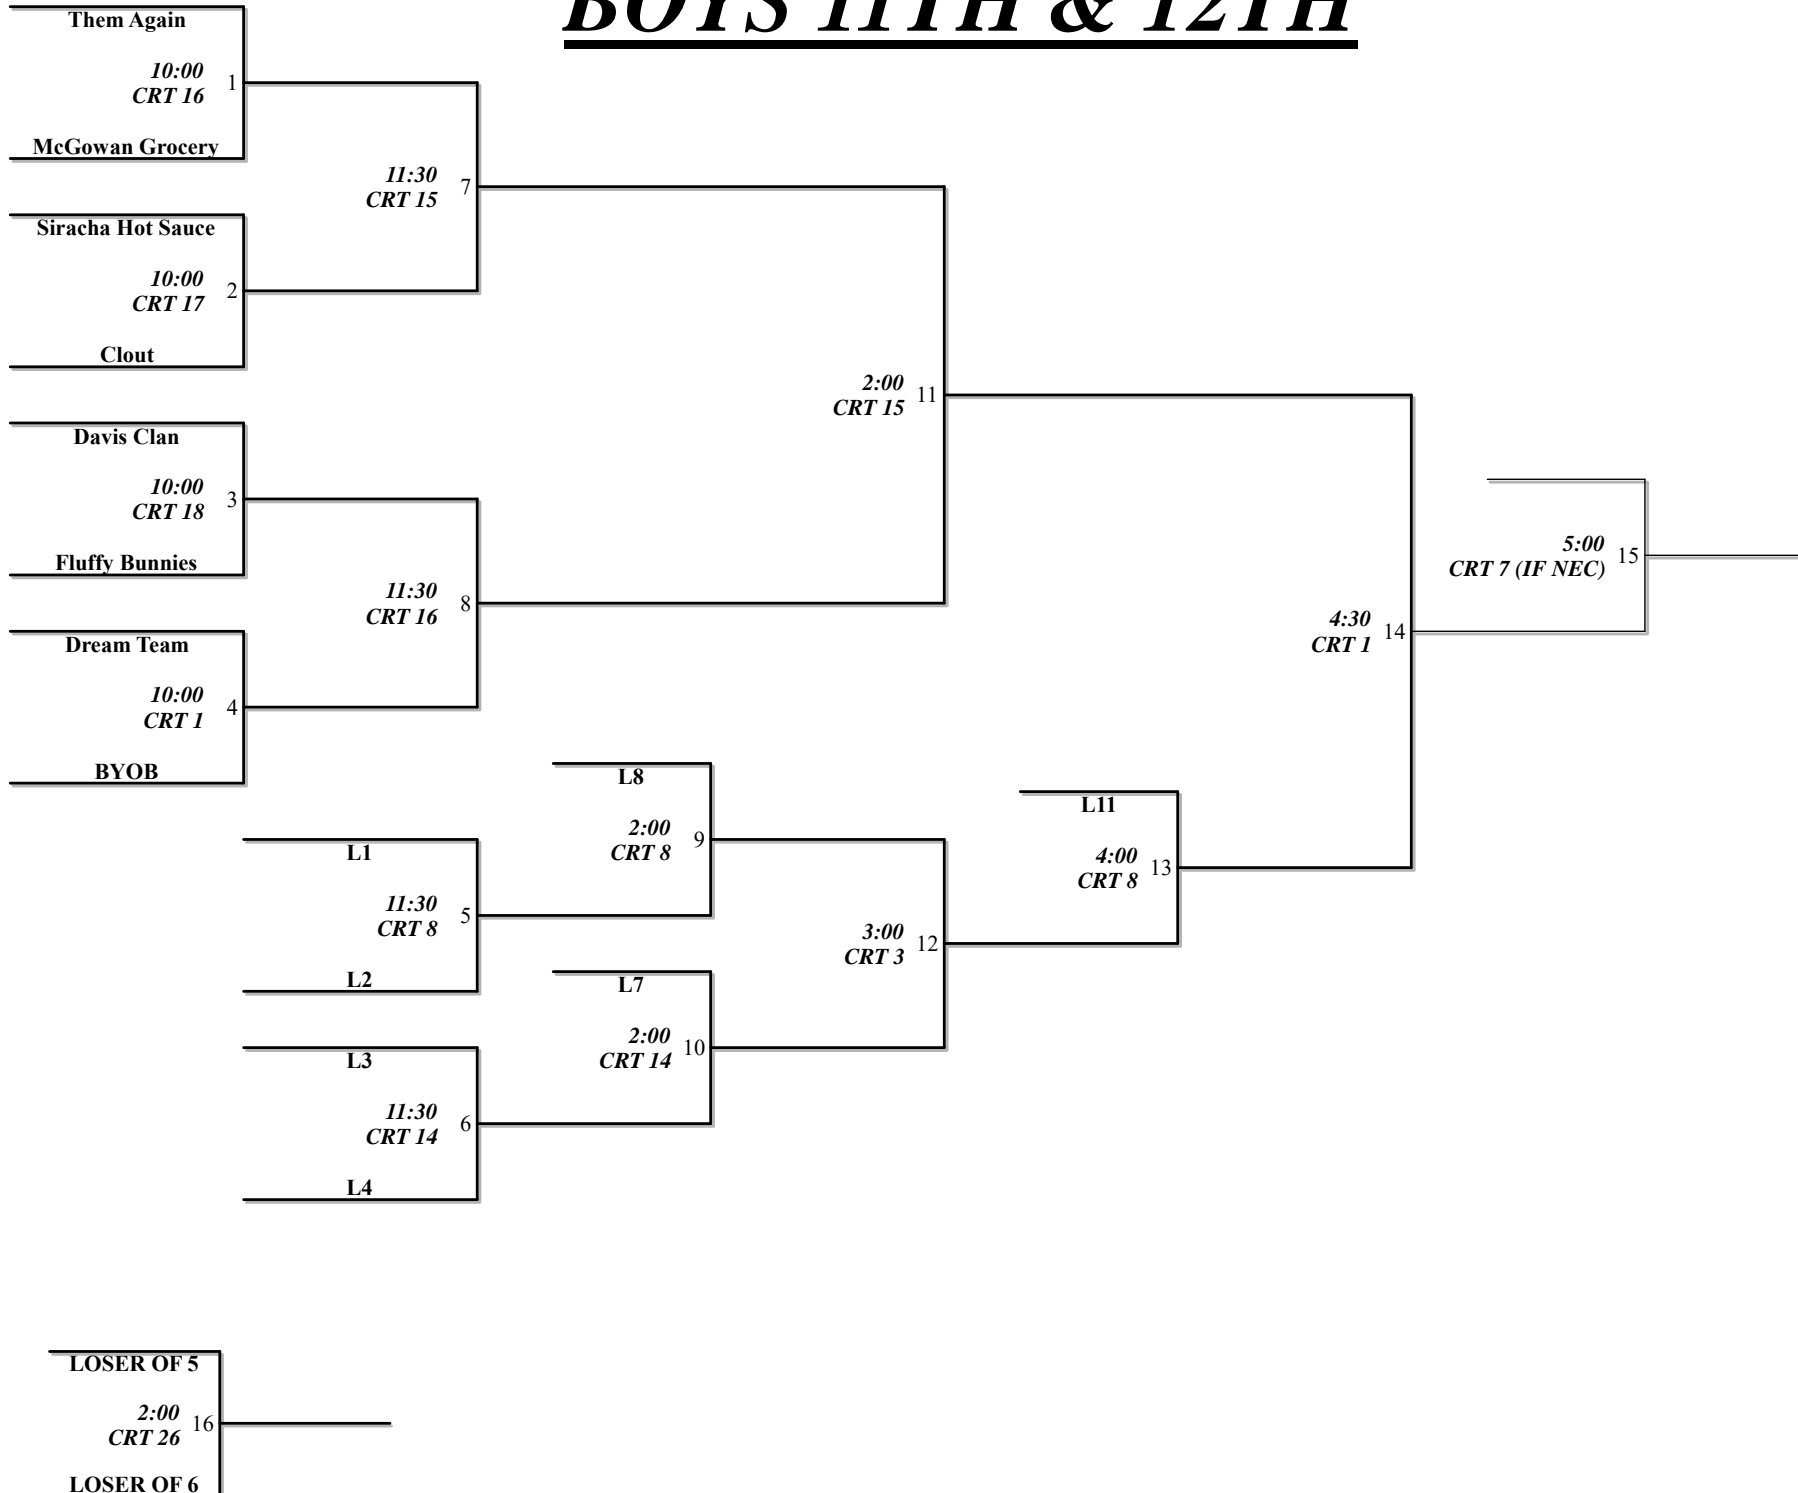 BOYS 11TH & 12TH
Them Again
10:00
CRT 16
1
McGowan Grocery
11:30
CRT 15
7
Siracha Hot Sauce
10:00
CRT 17
2
Clout
2:00
CRT 15
11
Davis Clan
10:00
CRT 18
3
Fluffy Bunnies
5:00
CRT 7 (IF NEC)
15
11:30
CRT 16
8
4:30
CRT 1
14
Dream Team
10:00
CRT 1
4
BYOB
L8
2:00
CRT 8
9
L11
4:00
CRT 8
13
L1
11:30
CRT 8
5
L2
3:00
CRT 3
12
L7
2:00
CRT 14
10
L3
11:30
CRT 14
6
L4
LOSER OF 5
2:00
CRT 26
16
LOSER OF 6